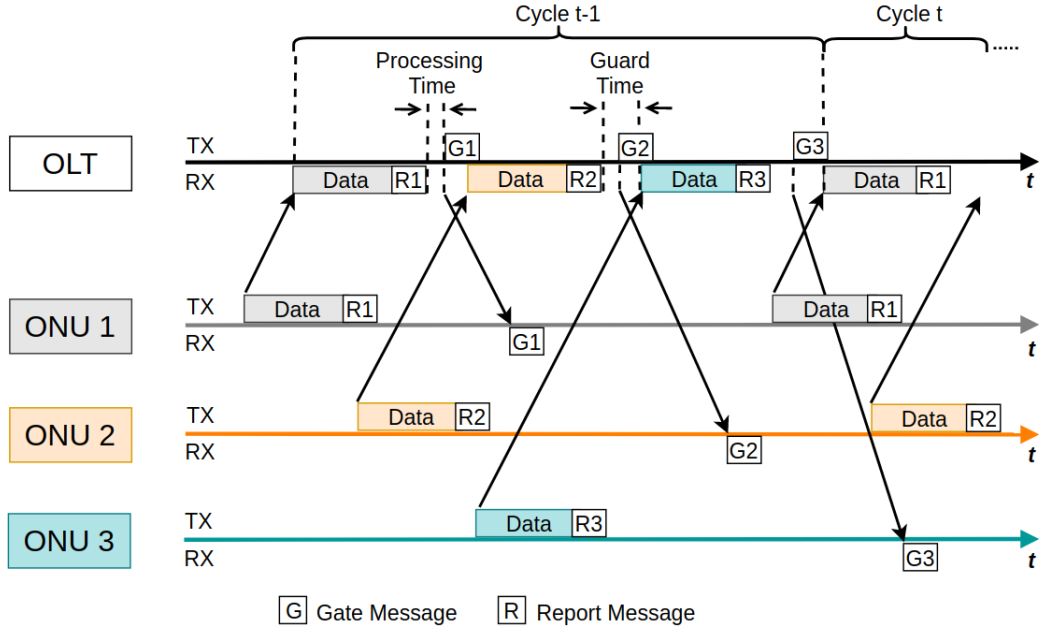 Cycle t-1
Cycle t
Processing
Time
Guard
Time
.....
OLT
TX
G1
G2
G3
RX
Data R1
Data R2
Data R3
Data R1
t
ONU 1
TX
Data R1
Data R1
RX
G1
t
ONU 2
TX
Data R2
Data R2
RX
G2
t
ONU 3
TX
Data R3
RX
G3
t
G Gate Message
R Report Message